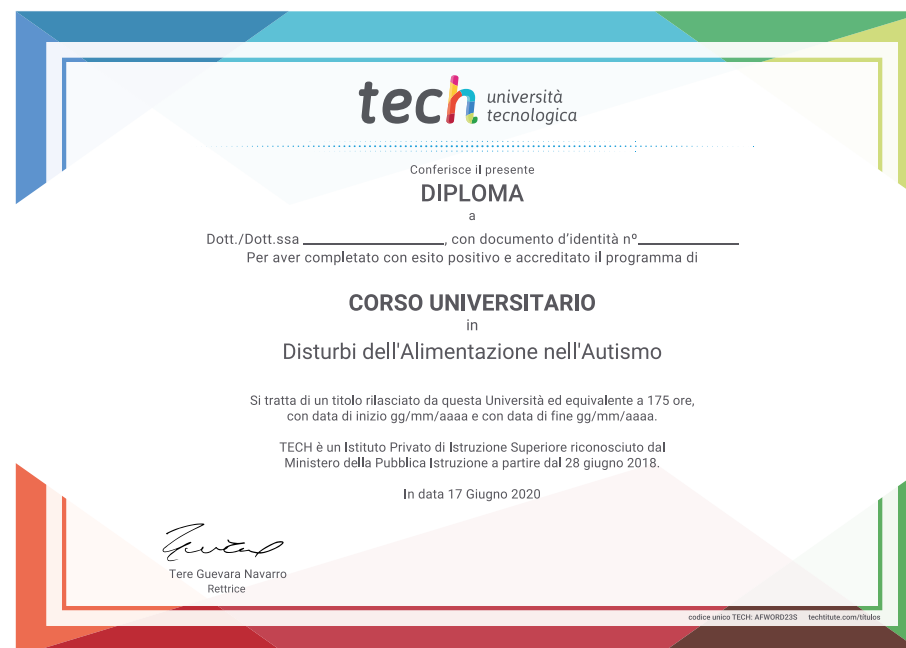 tech università
tecnologica
Conferisce il presente
DIPLOMA
a
Dott./Dott.ssa ________________, con documento d'identità nº____________
Per aver completato con esito positivo e accreditato il programma di
CORSO UNIVERSITARIO
in
Disturbi dell'Alimentazione nell'Autismo
Si tratta di un titolo rilasciato da questa Università ed equivalente a 175 ore,
con data di inizio gg/mm/aaaa e con data di fine gg/mm/aaaa.
TECH è un Istituto Privato di Istruzione Superiore riconosciuto dal
Ministero della Pubblica Istruzione a partire dal 28 giugno 2018.
In data 17 Giugno 2020
Tere Guevara Navarro
Rettrice
codice unico TECH: AFWORD23S techtitute.com/títulos